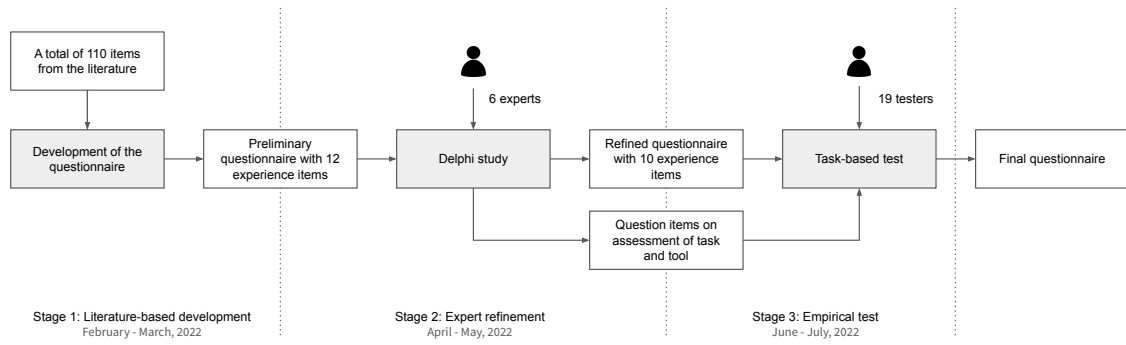 A total of 110 items
from the literature
6 experts
19 testers
Development of the
questionnaire
Preliminary
questionnaire with 12
experience items
Delphi study
Refined questionnaire
with 10 experience
items
Task-based test
Final questionnaire
Question items on
assessment of task
and tool
Stage 1: Literature-based development
February - March, 2022
Stage 2: Expert refinement
April - May, 2022
Stage 3: Empirical test
June - July, 2022